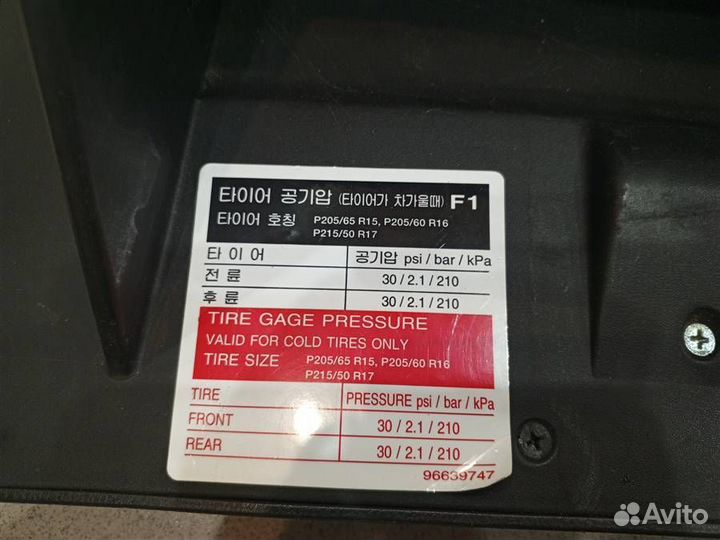 타이어 공기압 (타이어가 차가울때) F1
타이어 호칭 P205/65 R15, P205/60 R16
P215/50 R17
타 이 어 공기압 psi / bar / kPa
전 륜 30 / 2.1 / 210
후 륜 30 / 2.1 / 210
TIRE GAGE PRESSURE
VALID FOR COLD TIRES ONLY
TIRE SIZE P205/65 R15, P205/60 R16
P215/50 R17
TIRE PRESSURE psi / bar / kPa
FRONT 30 / 2.1 / 210
REAR 30 / 2.1 / 210
96639747
Avito